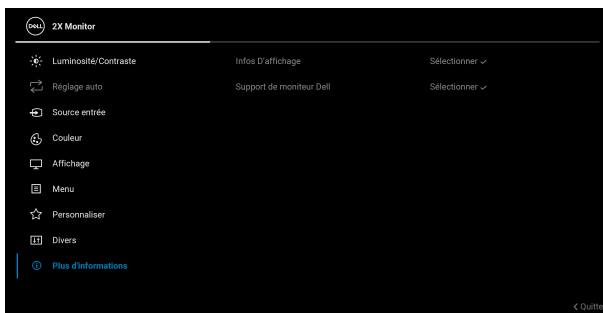 DELL 2X Monitor
Luminosité/Contraste Infos D'affichage Sélectionner
Réglage auto Support de moniteur Dell Sélectionner
Source entrée
Couleur
Affichage
Menu
Personnaliser
Divers
Plus d'informations
Quitte